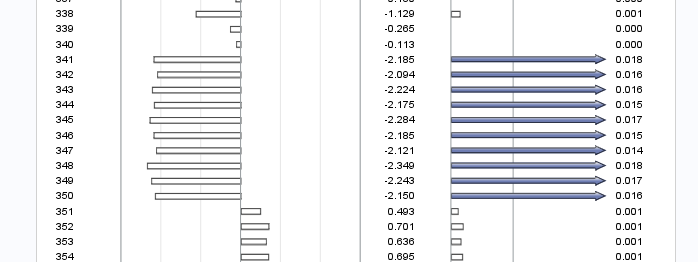 338 -1.129 0.001
339 -0.265 0.000
340 -0.113 0.000
341 -2.185 0.018
342 -2.094 0.016
343 -2.224 0.016
344 -2.175 0.015
345 -2.284 0.017
346 -2.185 0.015
347 -2.121 0.014
348 -2.349 0.018
349 -2.243 0.017
350 -2.150 0.016
351 0.493 0.001
352 0.701 0.001
353 0.636 0.001
354 0.695 0.001